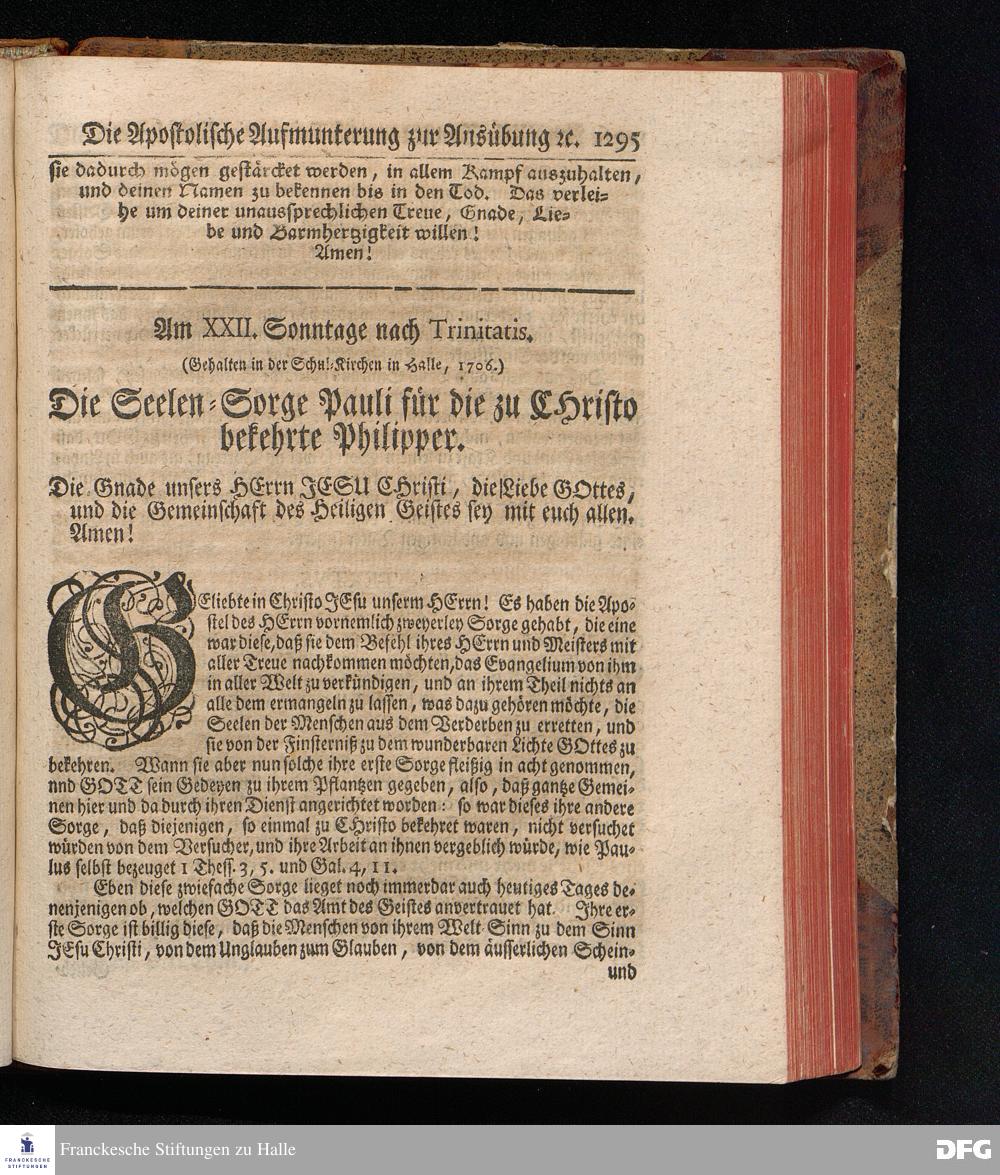 Die Apostolische Aufmunterung zur Ansübung ꝛc. 1295
sie dadurch mögen gestärcket werden, in allem Kampf auszuhalten,
und deinen Namen zu bekennen bis in den Tod. Das verlei-
he um deiner unaussprechlichen Treue, Gnade, Lie-
be und Barmhertzigkeit willen!
Amen!
Am XXII. Sonntage nach Trinitatis.
(Gehalten in der Schul-Kirchen in Halle, 1706.)
Die Seelen-Sorge Pauli für die zu CHristo
bekehrte Philipper.
Die Gnade unsers HErrn JESU CHristi, die Liebe GOttes,
und die Gemeinschaft des Heiligen Geistes sey mit euch allen.
Amen!
GEliebte in Christo JEsu unserm HErrn! Es haben die Apo-
stel des HErrn vornemlich zweyerley Sorge gehabt, die eine
war diese, daß sie dem Befehl ihres HErrn und Meisters mit
aller Treue nachkommen möchten, das Evangelium von ihm
in aller Welt zu verkündigen, und an ihrem Theil nichts an
alle dem ermangeln zu lassen, was dazu gehören möchte, die
Seelen der Menschen aus dem Verderben zu erretten, und
sie von der Finsterniß zu dem wunderbaren Lichte GOttes zu
bekehren. Wann sie aber nun solche ihre erste Sorge fleißig in acht genommen,
nnd GOTT sein Gedeyen zu ihrem Pflantzen gegeben, also, daß gantze Gemei-
nen hier und da durch ihren Dienst angerichtet worden: so war dieses ihre andere
Sorge, daß diejenigen, so einmal zu CHristo bekehret waren, nicht versuchet
würden von dem Versucher, und ihre Arbeit an ihnen vergeblich würde, wie Pau-
lus selbst bezeuget 1 Thess. 3, 5. und Gal. 4, 11.
Eben diese zwiefache Sorge lieget noch immerdar auch heutiges Tages de-
nenjenigen ob, welchen GOTT das Amt des Geistes anvertrauet hat. Ihre er-
ste Sorge ist billig diese, daß die Menschen von ihrem Welt-Sinn zu dem Sinn
JEsu Christi, von dem Unglauben zum Glauben, von dem äusserlichen Schein-
und
FRANCKESCHE
STIFTUNGEN
Franckesche Stiftungen zu Halle
DFG